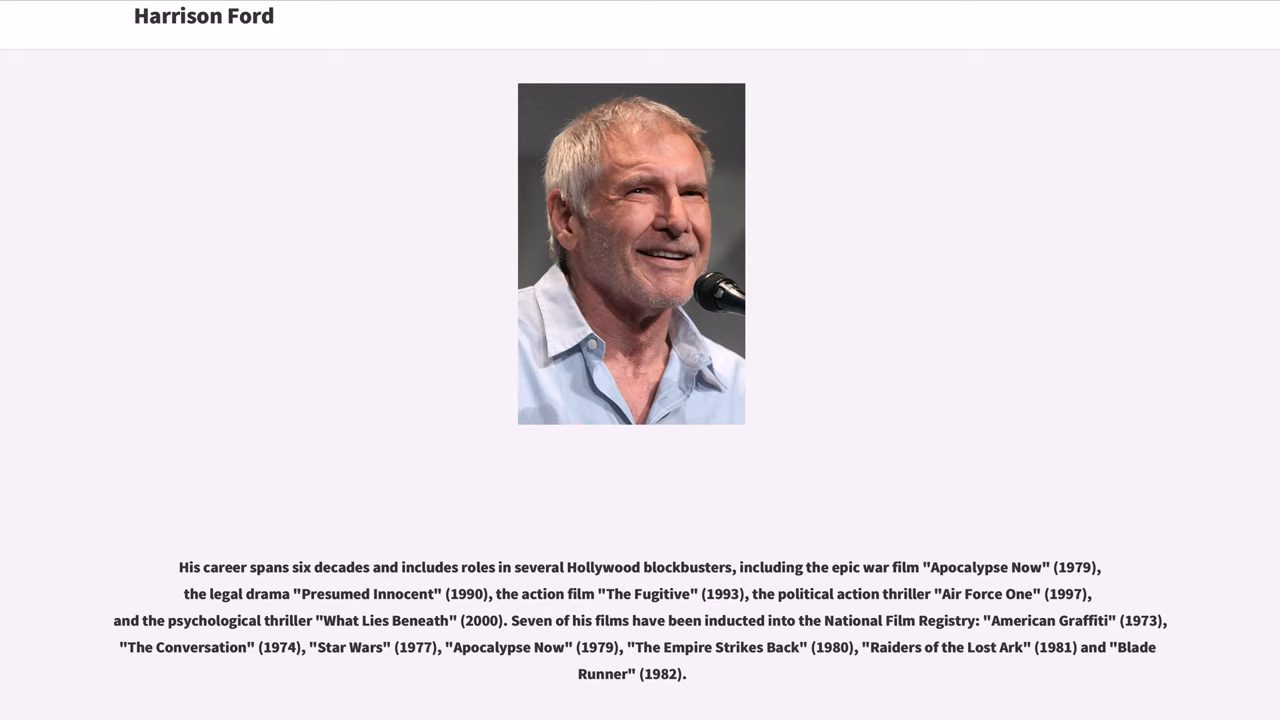 Harrison Ford
His career spans six decades and includes roles in several Hollywood blockbusters, including the epic war film "Apocalypse Now" (1979),
the legal drama "Presumed Innocent" (1990), the action film "The Fugitive" (1993), the political action thriller "Air Force One" (1997),
and the psychological thriller "What Lies Beneath" (2000). Seven of his films have been inducted into the National Film Registry: "American Graffiti" (1973),
"The Conversation" (1974), "Star Wars" (1977), "Apocalypse Now" (1979), "The Empire Strikes Back" (1980), "Raiders of the Lost Ark" (1981) and "Blade
Runner" (1982).